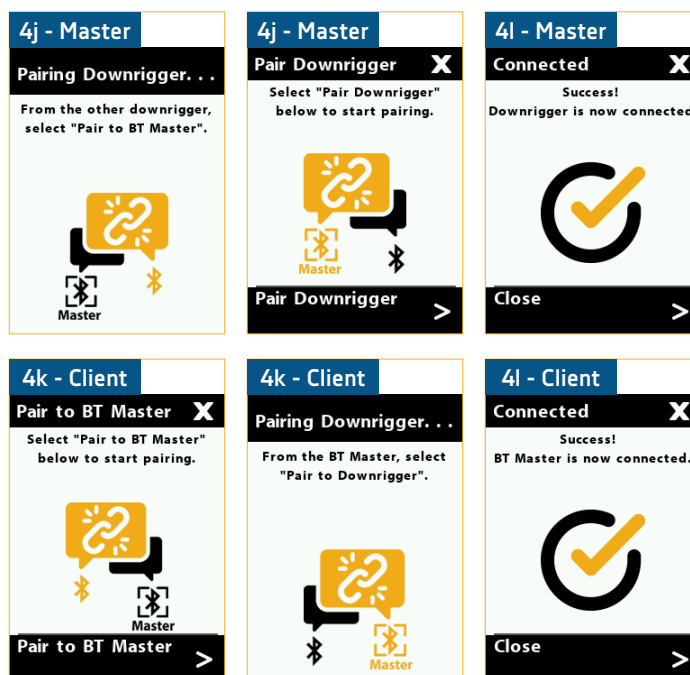 4j - Master
Pairing Downrigger. . .
From the other downrigger,
select "Pair to BT Master".
Master
4j - Master
Pair Downrigger X
Select "Pair Downrigger"
below to start pairing.
Master
Pair Downrigger >
4l - Master
Connected X
Success!
Downrigger is now connected
Close >
4k - Client
Pair to BT Master X
Select "Pair to BT Master"
below to start pairing.
Master
Pair to BT Master >
4k - Client
Pairing Downrigger. . .
From the BT Master, select
"Pair to Downrigger".
Master
4l - Client
Connected X
Success!
BT Master is now connected.
Close >